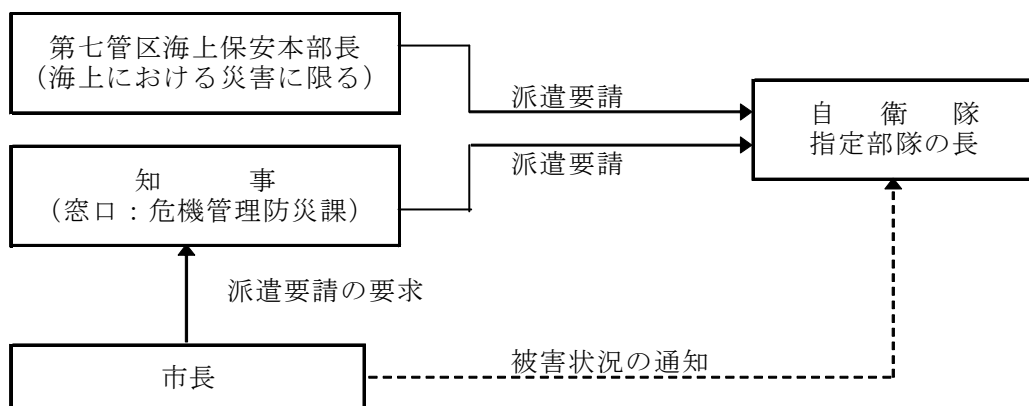 第七管区海上保安本部長
（海上における災害に限る）
派遣要請
自　衛　隊
指定部隊の長
知　　　事
（窓口：危機管理防災課）
派遣要請
派遣要請の要求
市長
被害状況の通知